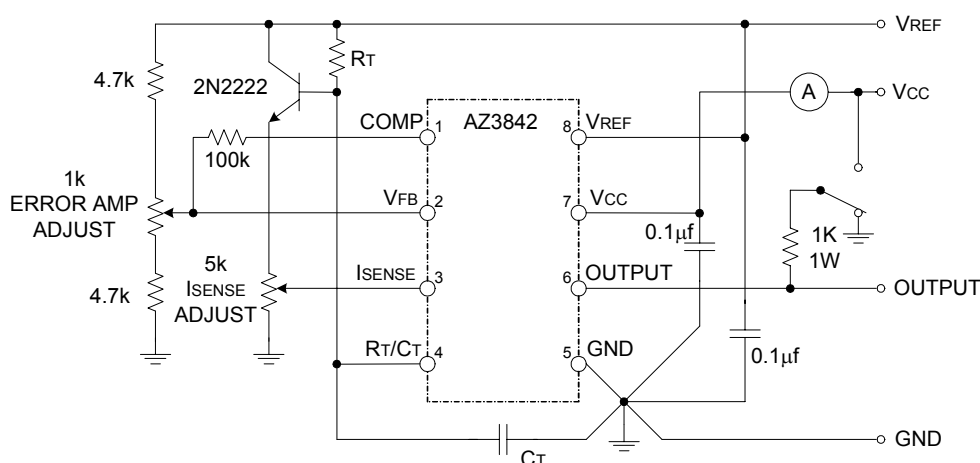 VREF
4.7k
2N2222
RT
A
VCC
COMP
1
AZ3842
8
VREF
100k
1k
ERROR AMP
ADJUST
VFB
2
7
VCC
0.1µf
1K
1W
5k
ISENSE
ADJUST
ISENSE
3
6
OUTPUT
OUTPUT
4.7k
RT/CT
4
5
GND
0.1µf
GND
CT